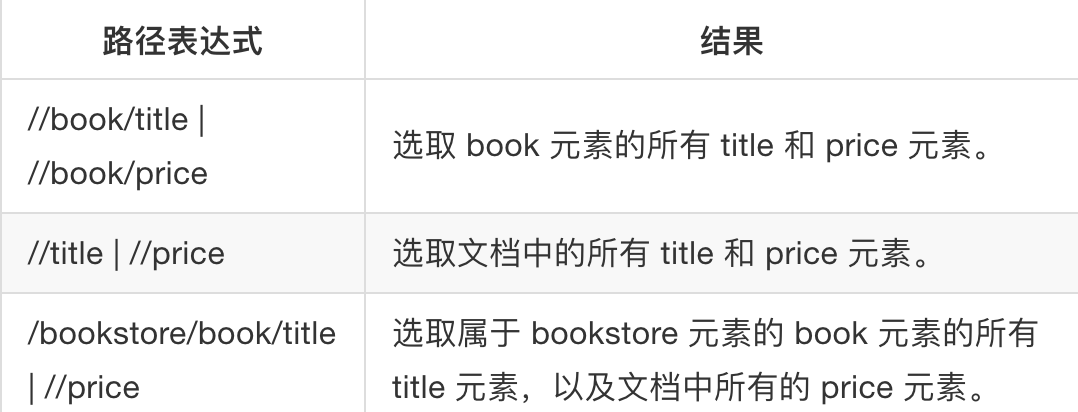 路径表达式
结果
//book/title |
//book/price
选取 book 元素的所有 title 和 price 元素。
//title | //price
选取文档中的所有 title 和 price 元素。
/bookstore/book/title
| //price
选取属于 bookstore 元素的 book 元素的所有
title 元素，以及文档中所有的 price 元素。